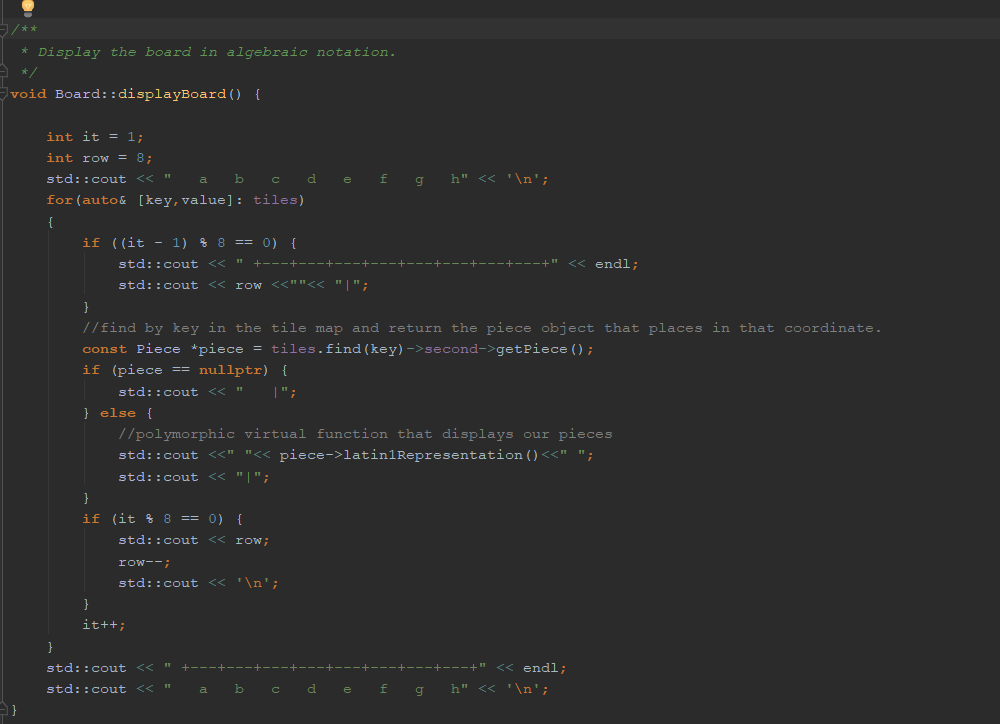 /**
 * Display the board in algebraic notation.
 */
void Board::displayBoard() {
    int it = 1;
    int row = 8;
    std::cout << "   a   b   c   d   e   f   g   h" << '\n';
    for(auto& [key,value]: tiles)
    {
        if ((it - 1) % 8 == 0) {
            std::cout << " +---+---+---+---+---+---+---+---+" << endl;
            std::cout << row <<""<< "|";
        }
        //find by key in the tile map and return the piece object that places in that coordinate.
        const Piece *piece = tiles.find(key)->second->getPiece();
        if (piece == nullptr) {
            std::cout << "   |";
        } else {
            //polymorphic virtual function that displays our pieces
            std::cout <<" "<< piece->latin1Representation()<<" ";
            std::cout << "|";
        }
        if (it % 8 == 0) {
            std::cout << row;
            row--;
            std::cout << '\n';
        }
        it++;
    }
    std::cout << " +---+---+---+---+---+---+---+---+" << endl;
    std::cout << "   a   b   c   d   e   f   g   h" << '\n';
}